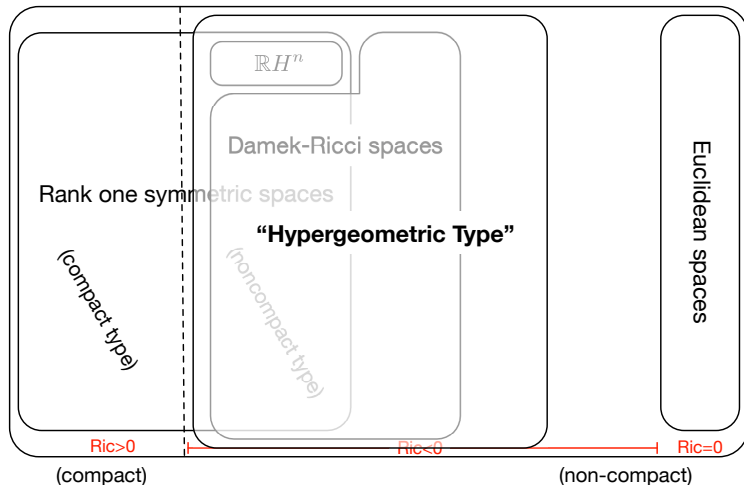 ℝHⁿ
Damek-Ricci spaces
Rank one symmetric spaces
“Hypergeometric Type”
Euclidean spaces
(compact type)
(noncompact type)
Ric>0
Ric<0
Ric=0
(compact)
(non-compact)